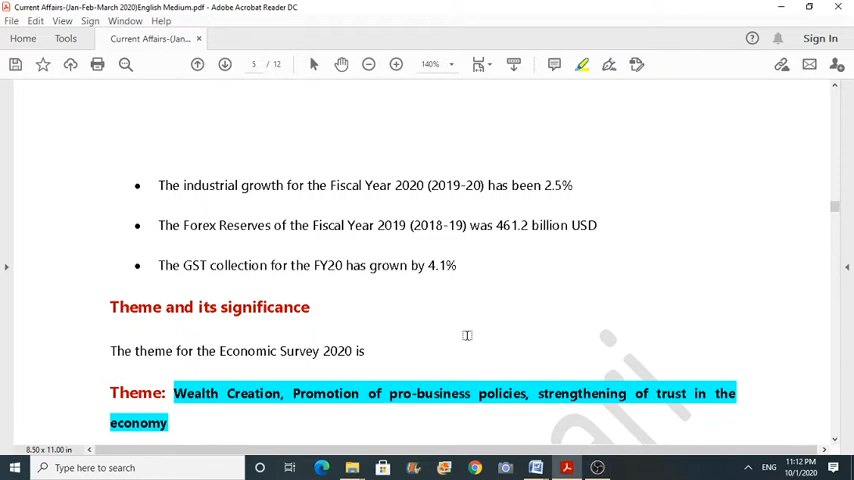 Current Affairs-(Jan-Feb-March 2020)English Medium.pdf - Adobe Acrobat Reader DC
File Edit View Sign Window Help
Home Tools Current Affairs-(Jan... × Sign In
5 / 12 140%
• The industrial growth for the Fiscal Year 2020 (2019-20) has been 2.5%
• The Forex Reserves of the Fiscal Year 2019 (2018-19) was 461.2 billion USD
• The GST collection for the FY20 has grown by 4.1%
Theme and its significance
The theme for the Economic Survey 2020 is
Theme: Wealth Creation, Promotion of pro-business policies, strengthening of trust in the
economy
8.50 x 11.00 in
Type here to search
ENG
11:12 PM
10/1/2020